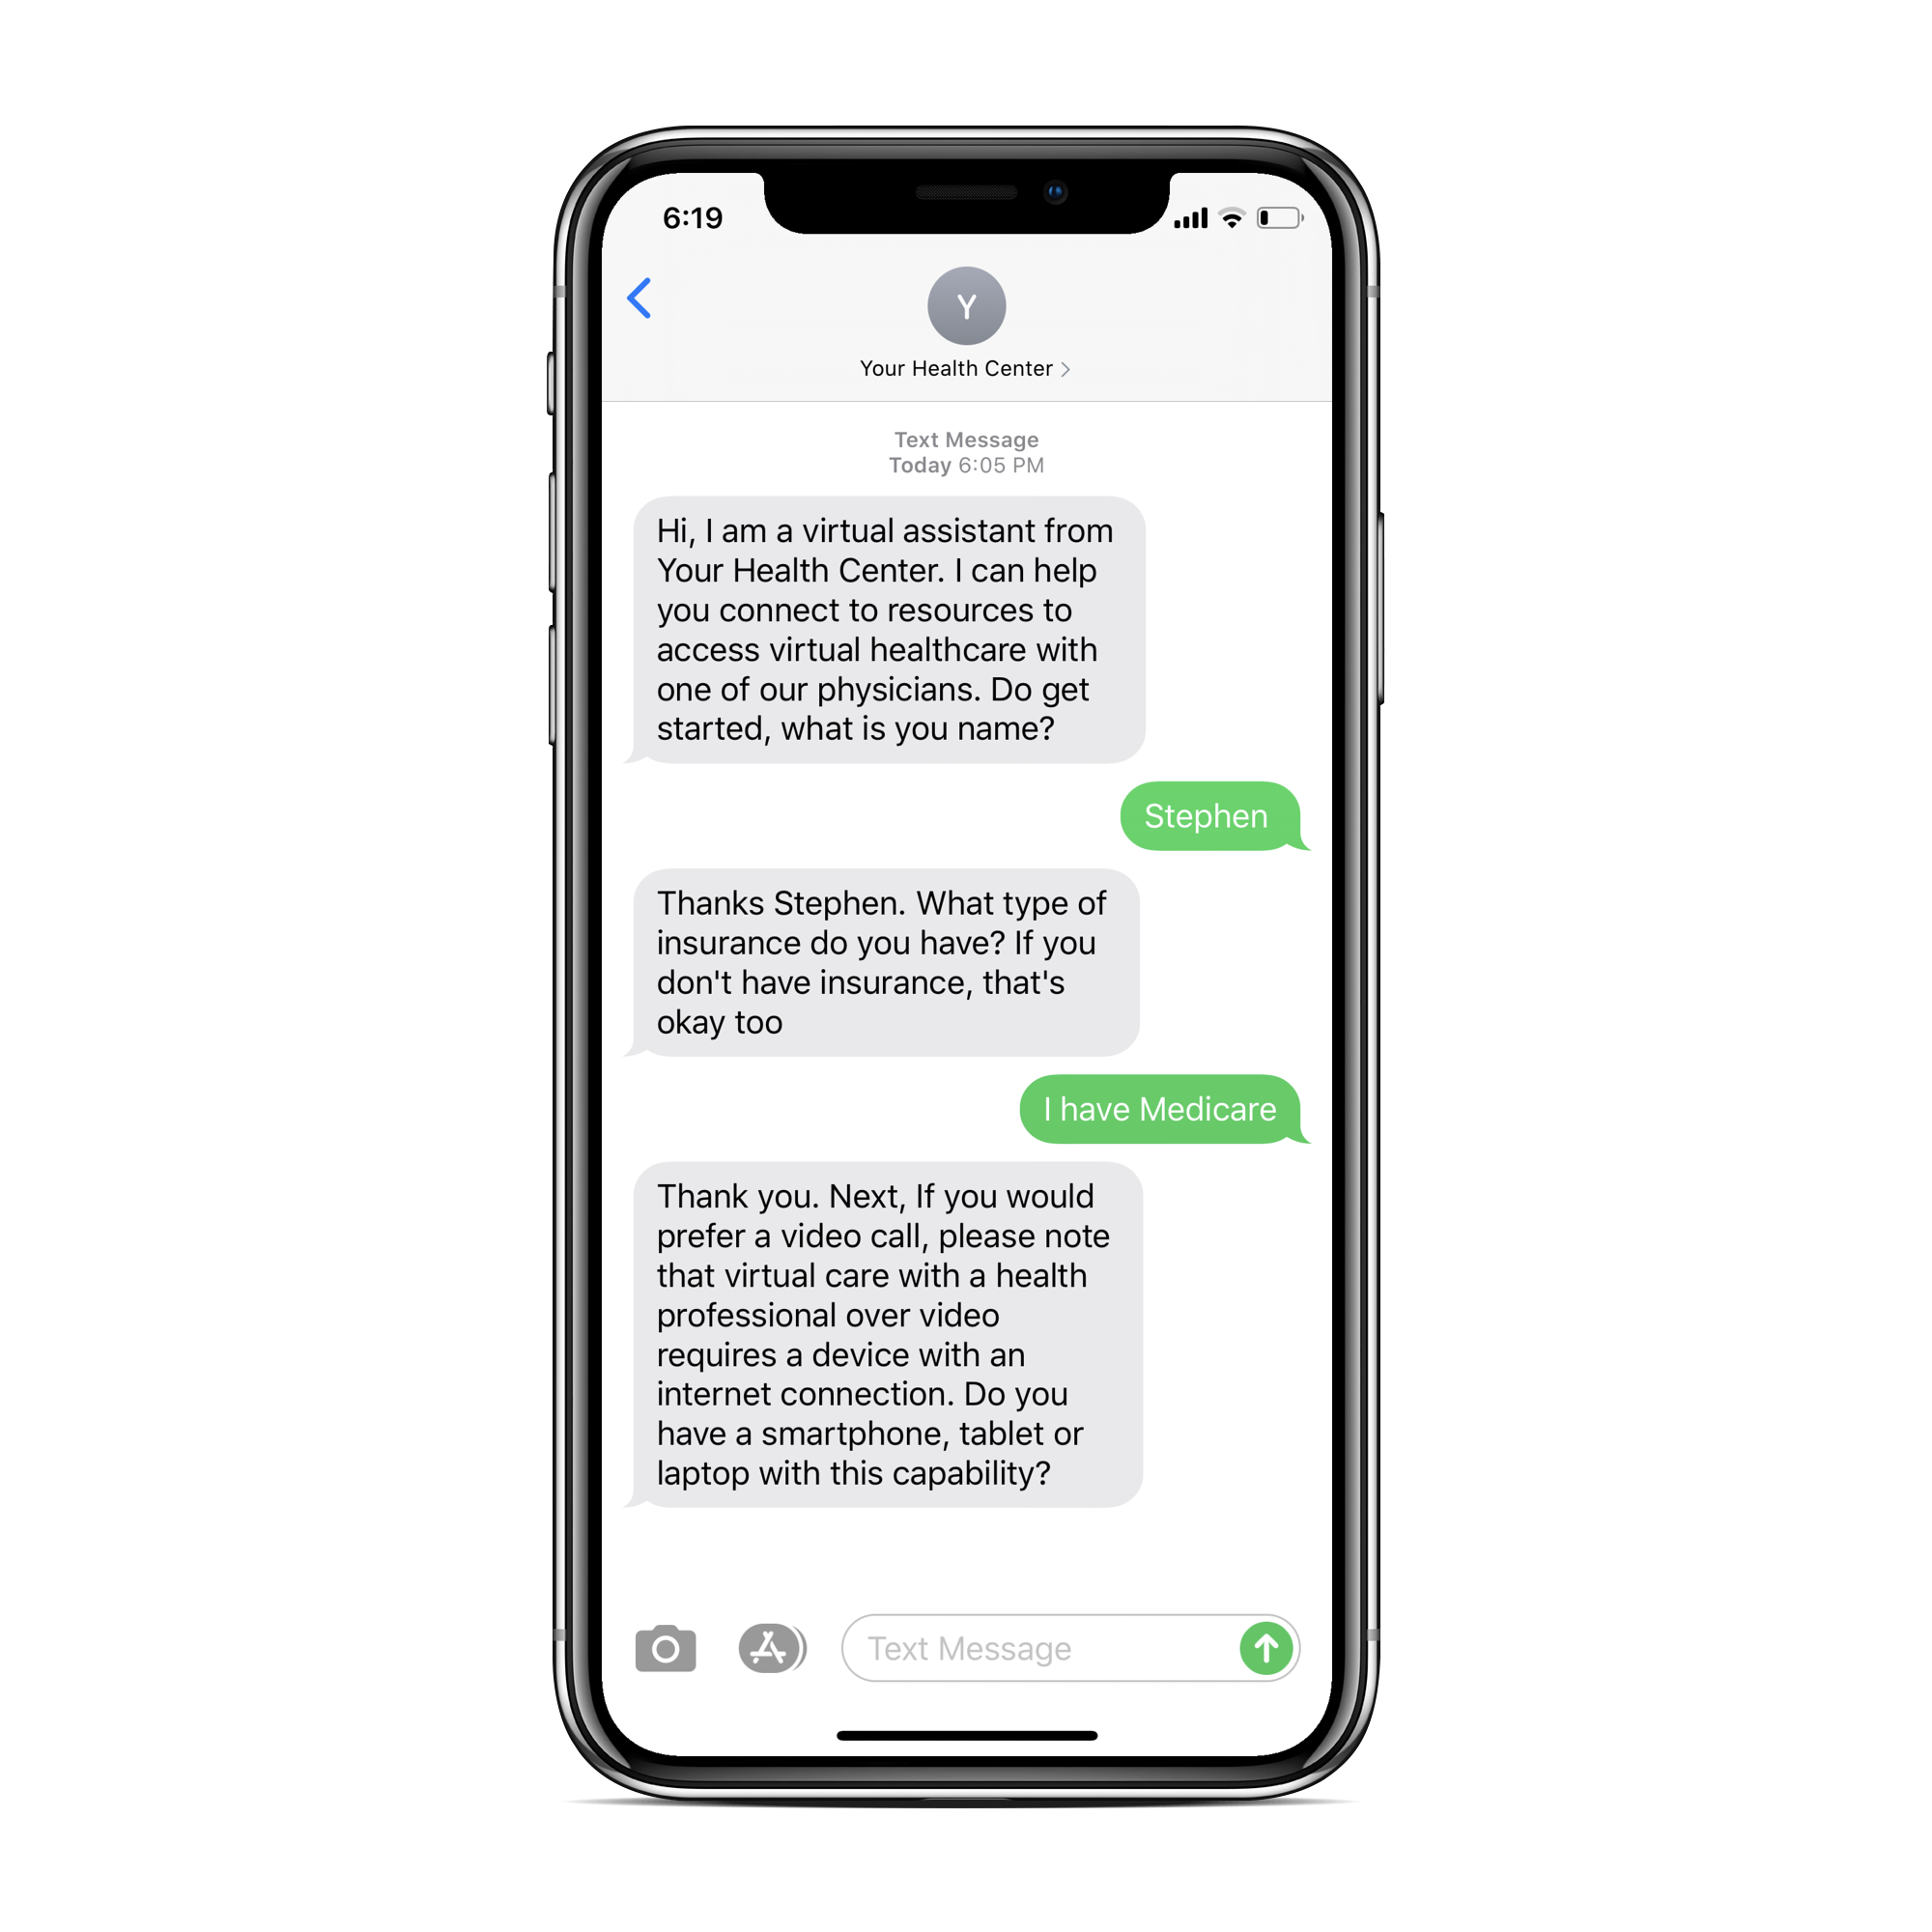 6:19
Y
Your Health Center
Text Message
Today 6:05 PM
Hi, I am a virtual assistant from
Your Health Center. I can help
you connect to resources to
access virtual healthcare with
one of our physicians. Do get
started, what is you name?
Stephen
Thanks Stephen. What type of
insurance do you have? If you
don't have insurance, that's
okay too
I have Medicare
Thank you. Next, If you would
prefer a video call, please note
that virtual care with a health
professional over video
requires a device with an
internet connection. Do you
have a smartphone, tablet or
laptop with this capability?
Text Message